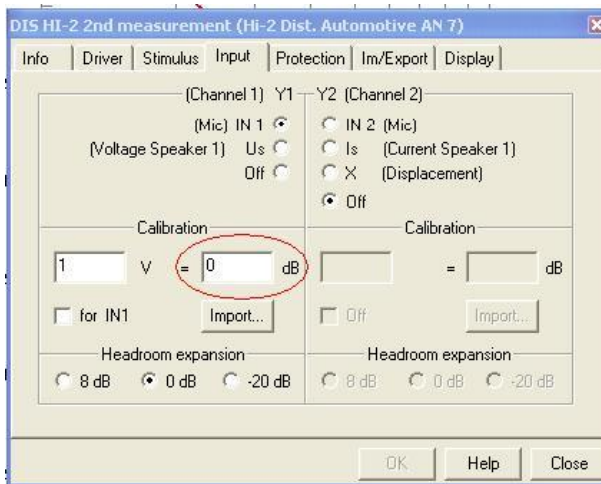 DIS HI-2 2nd measurement (Hi-2 Dist. Automotive AN 7)
Info Driver Stimulus Input Protection Im/Export Display
(Channel 1) Y1 Y2 (Channel 2)
(Mic) IN 1 IN 2 (Mic)
(Voltage Speaker 1) Us Is (Current Speaker 1)
Off X (Displacement)
Off
Calibration Calibration
1 V = 0 dB = dB
for IN1 Import... Off Import...
Headroom expansion Headroom expansion
8 dB 0 dB -20 dB 8 dB 0 dB -20 dB
OK Help Close